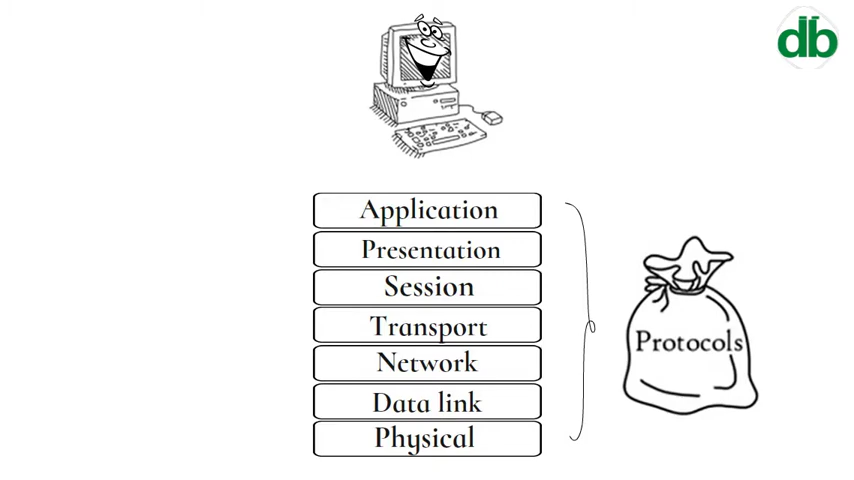 db
Application
Presentation
Session
Transport
Network
Data link
Physical
Protocols